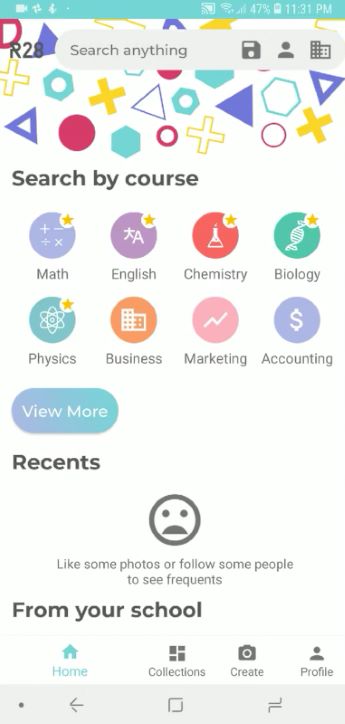 47% 11:31 PM
R28 Search anything
Search by course
Math English Chemistry Biology
Physics Business Marketing Accounting
View More
Recents
Like some photos or follow some people
to see frequents
From your school
Home Collections Create Profile